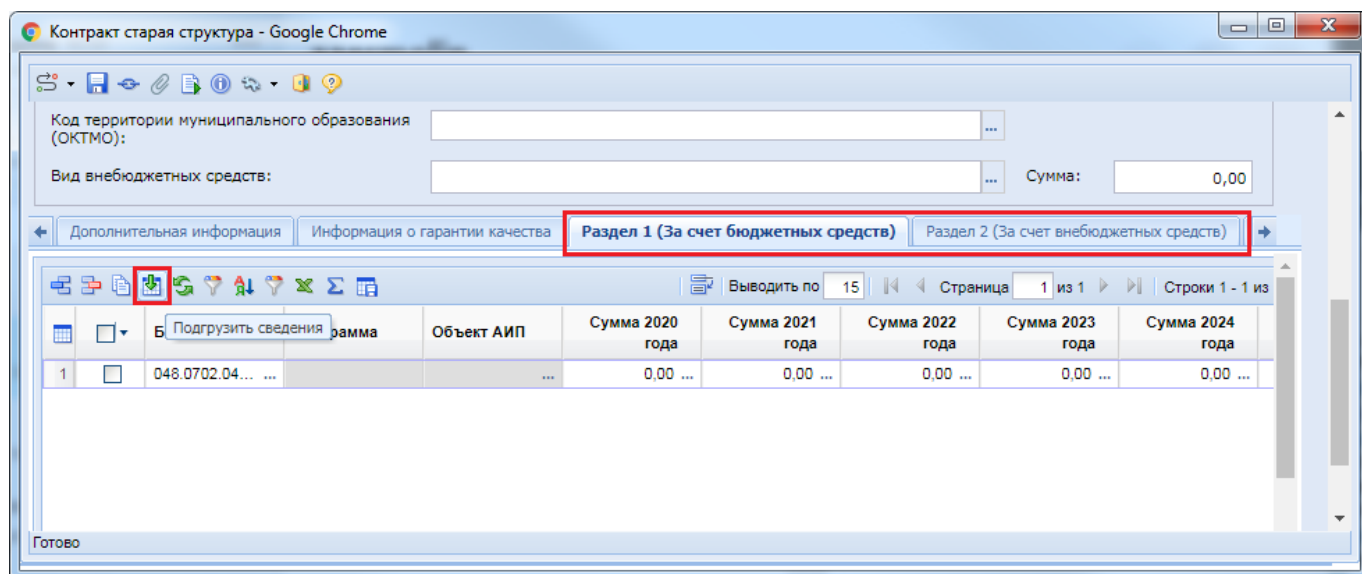 Контракт старая структура - Google Chrome
Код территории муниципального образования
(ОКТМО):
...
Вид внебюджетных средств:
...
Сумма:
0,00
Дополнительная информация
Информация о гарантии качества
Раздел 1 (За счет бюджетных средств)
Раздел 2 (За счет внебюджетных средств)
Выводить по 15
Страница 1 из 1
Строки 1 - 1 из
Б
Подгрузить сведения
рамма
Объект АИП
Сумма 2020
года
Сумма 2021
года
Сумма 2022
года
Сумма 2023
года
Сумма 2024
года
1 048.0702.04... ... ... 0,00 ... 0,00 ... 0,00 ... 0,00 ... 0,00 ...
Готово